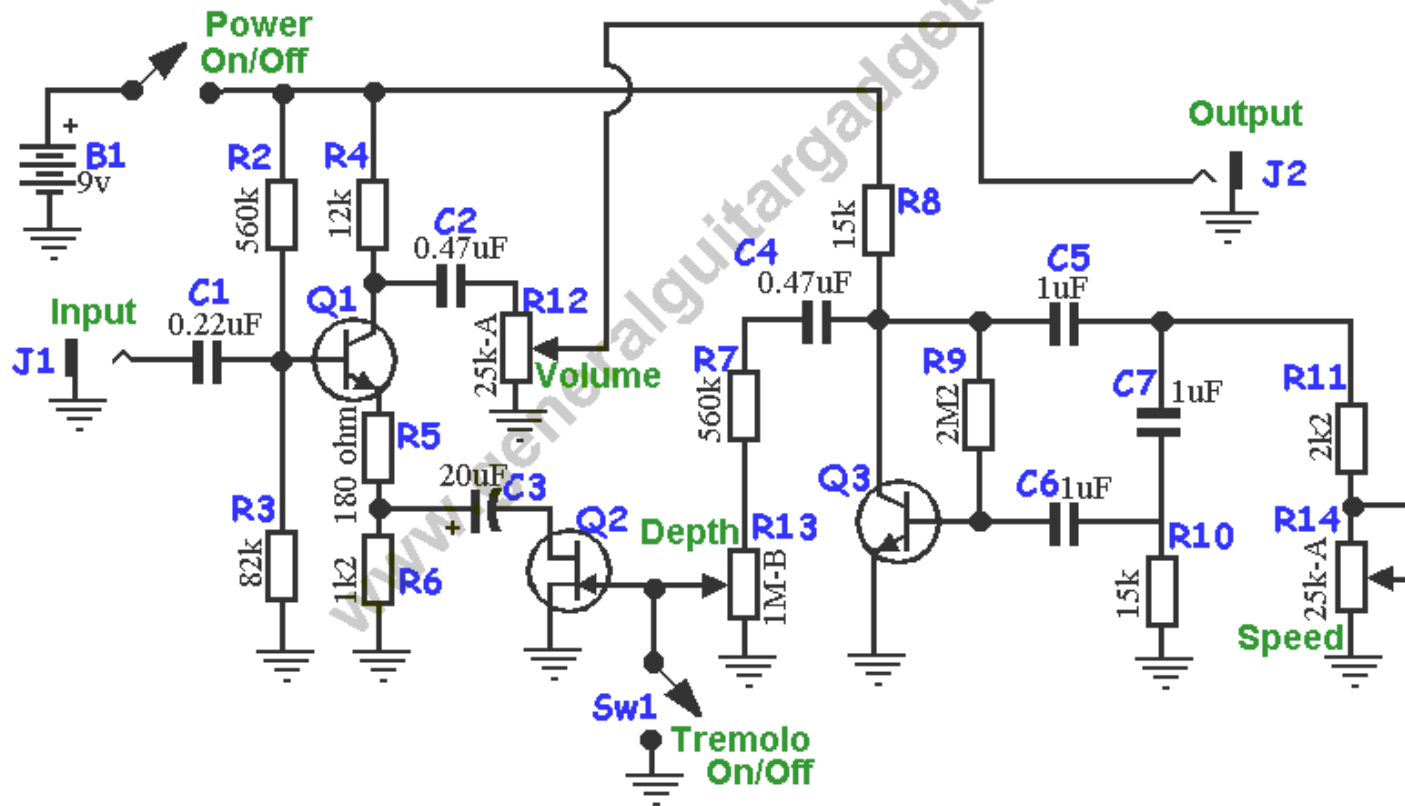 Power
On/Off
+
B1
9v
R2
560k
R4
12k
C2
0.47uF
Output
J2
R8
15k
C4
0.47uF
C5
1uF
Input
J1
C1
0.22uF
Q1
R12
25k-A
Volume
R7
560k
R9
2M2
C7
1uF
R11
2k2
R5
180 ohm
20uF
C3
+
Q3
C6
1uF
R3
82k
R6
1k2
Q2
Depth
R13
1M-B
R10
15k
R14
25k-A
Speed
Sw1
Tremolo
On/Off
www.generalguitargadgets